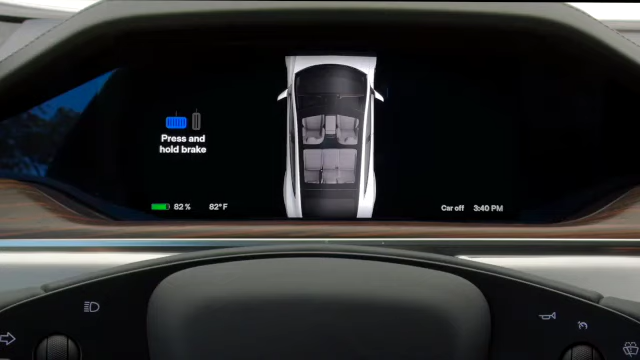 Press and
hold brake
82 %
82°F
Car off
3:40 PM